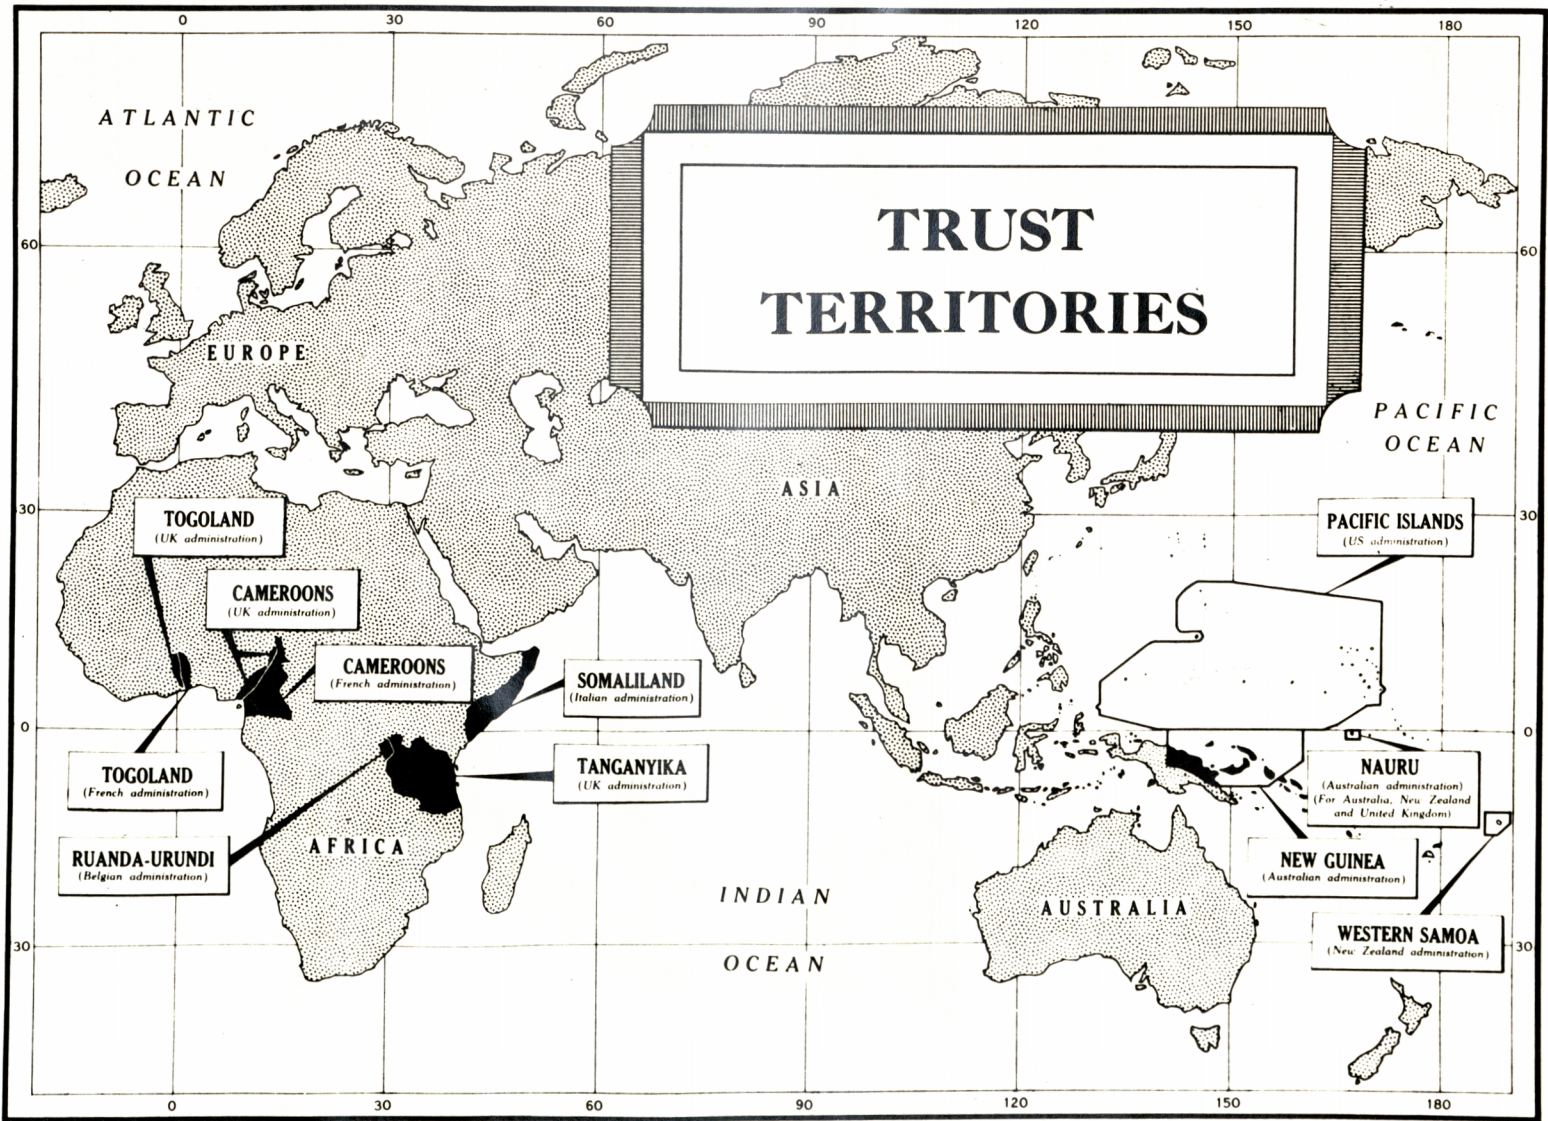 0 30 60 90 120 150 180
ATLANTIC
OCEAN
TRUST
TERRITORIES
60
60
EUROPE
PACIFIC
OCEAN
ASIA
30
30
TOGOLAND
(UK administration)
PACIFIC ISLANDS
(US administration)
CAMEROONS
(UK administration)
CAMEROONS
(French administration)
SOMALILAND
(Italian administration)
0
0
TOGOLAND
(French administration)
TANGANYIKA
(UK administration)
NAURU
(Australian administration)
(For Australia, New Zealand
and United Kingdom)
RUANDA-URUNDI
(Belgian administration)
AFRICA
NEW GUINEA
(Australian administration)
INDIAN
OCEAN
AUSTRALIA
WESTERN SAMOA
(New Zealand administration)
30
30
0 30 60 90 120 150 180